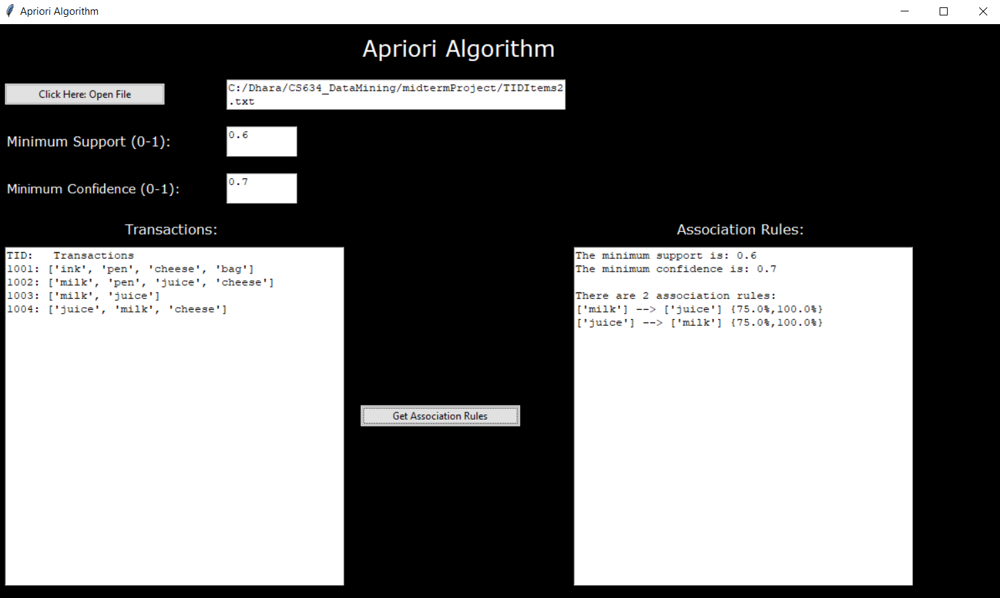 Apriori Algorithm
Apriori Algorithm
Click Here: Open File
C:/Dhara/CS634_DataMining/midtermProject/TIDItems2
.txt
Minimum Support (0-1):
0.6
Minimum Confidence (0-1):
0.7
Transactions:
TID:   Transactions
1001: ['ink', 'pen', 'cheese', 'bag']
1002: ['milk', 'pen', 'juice', 'cheese']
1003: ['milk', 'juice']
1004: ['juice', 'milk', 'cheese']
Get Association Rules
Association Rules:
The minimum support is: 0.6
The minimum confidence is: 0.7
There are 2 association rules:
['milk'] --> ['juice'] {75.0%,100.0%}
['juice'] --> ['milk'] {75.0%,100.0%}